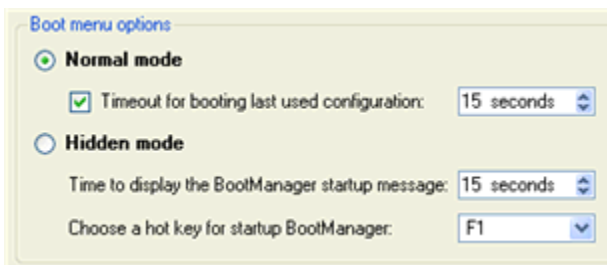 Boot menu options
Normal mode
Timeout for booting last used configuration: 15 seconds
Hidden mode
Time to display the BootManager startup message: 15 seconds
Choose a hot key for startup BootManager: F1